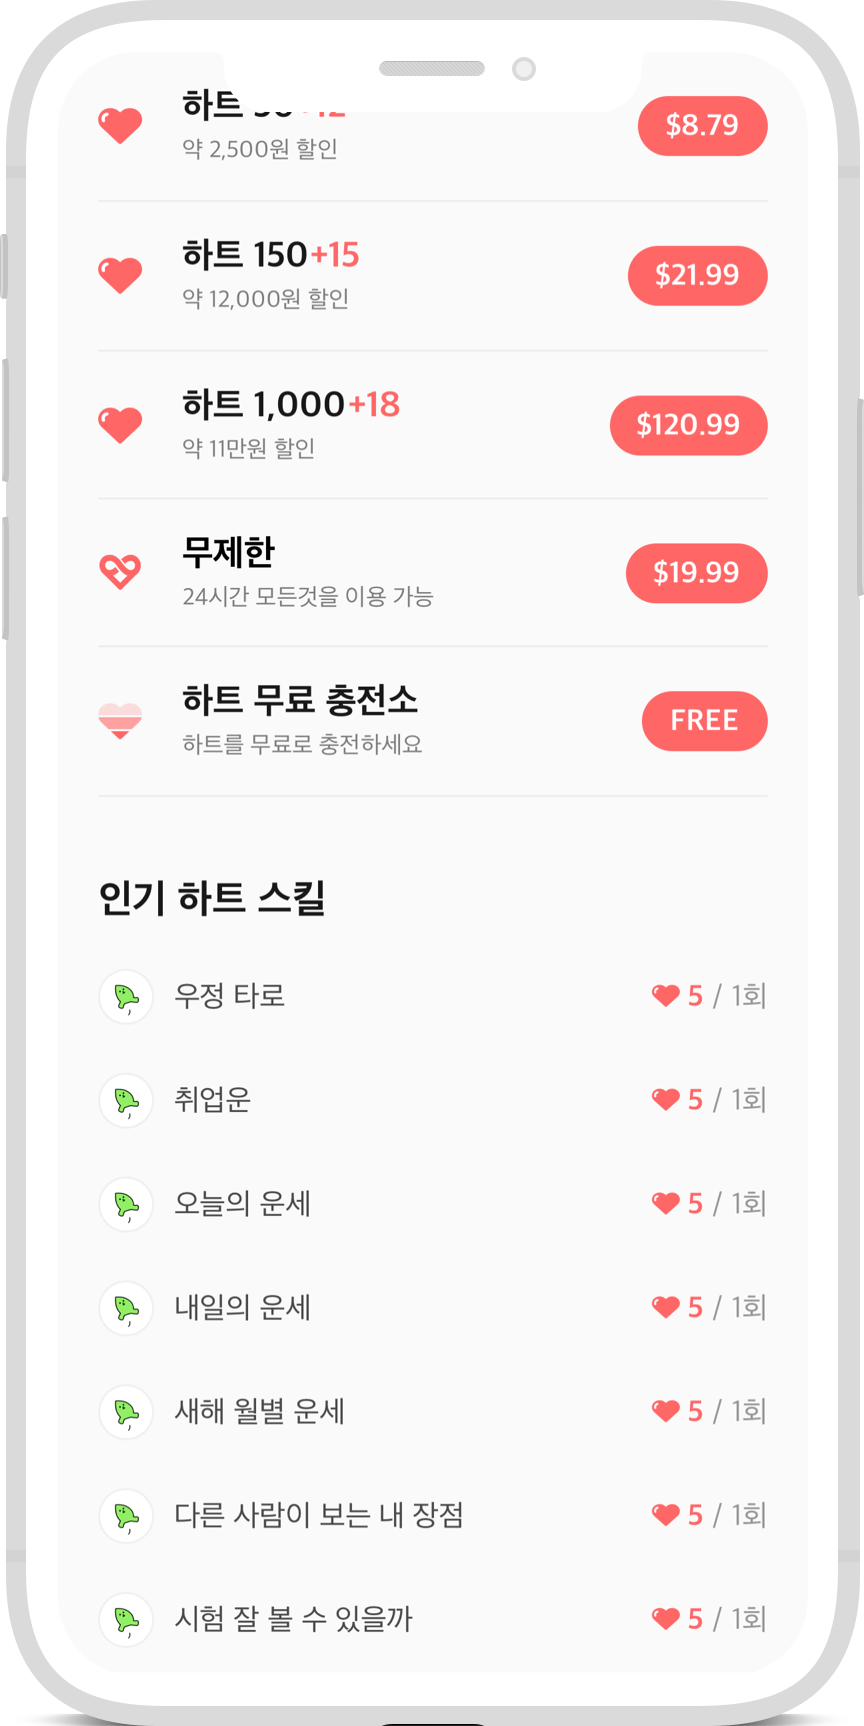 하트
$8.79
약 2,500원 할인
하트 150+15
$21.99
약 12,000원 할인
하트 1,000+18
$120.99
약 11만원 할인
무제한
$19.99
24시간 모든것을 이용 가능
하트 무료 충전소
FREE
하트를 무료로 충전하세요
인기 하트 스킬
우정 타로 5 / 1회
취업운 5 / 1회
오늘의 운세 5 / 1회
내일의 운세 5 / 1회
새해 월별 운세 5 / 1회
다른 사람이 보는 내 장점 5 / 1회
시험 잘 볼 수 있을까 5 / 1회